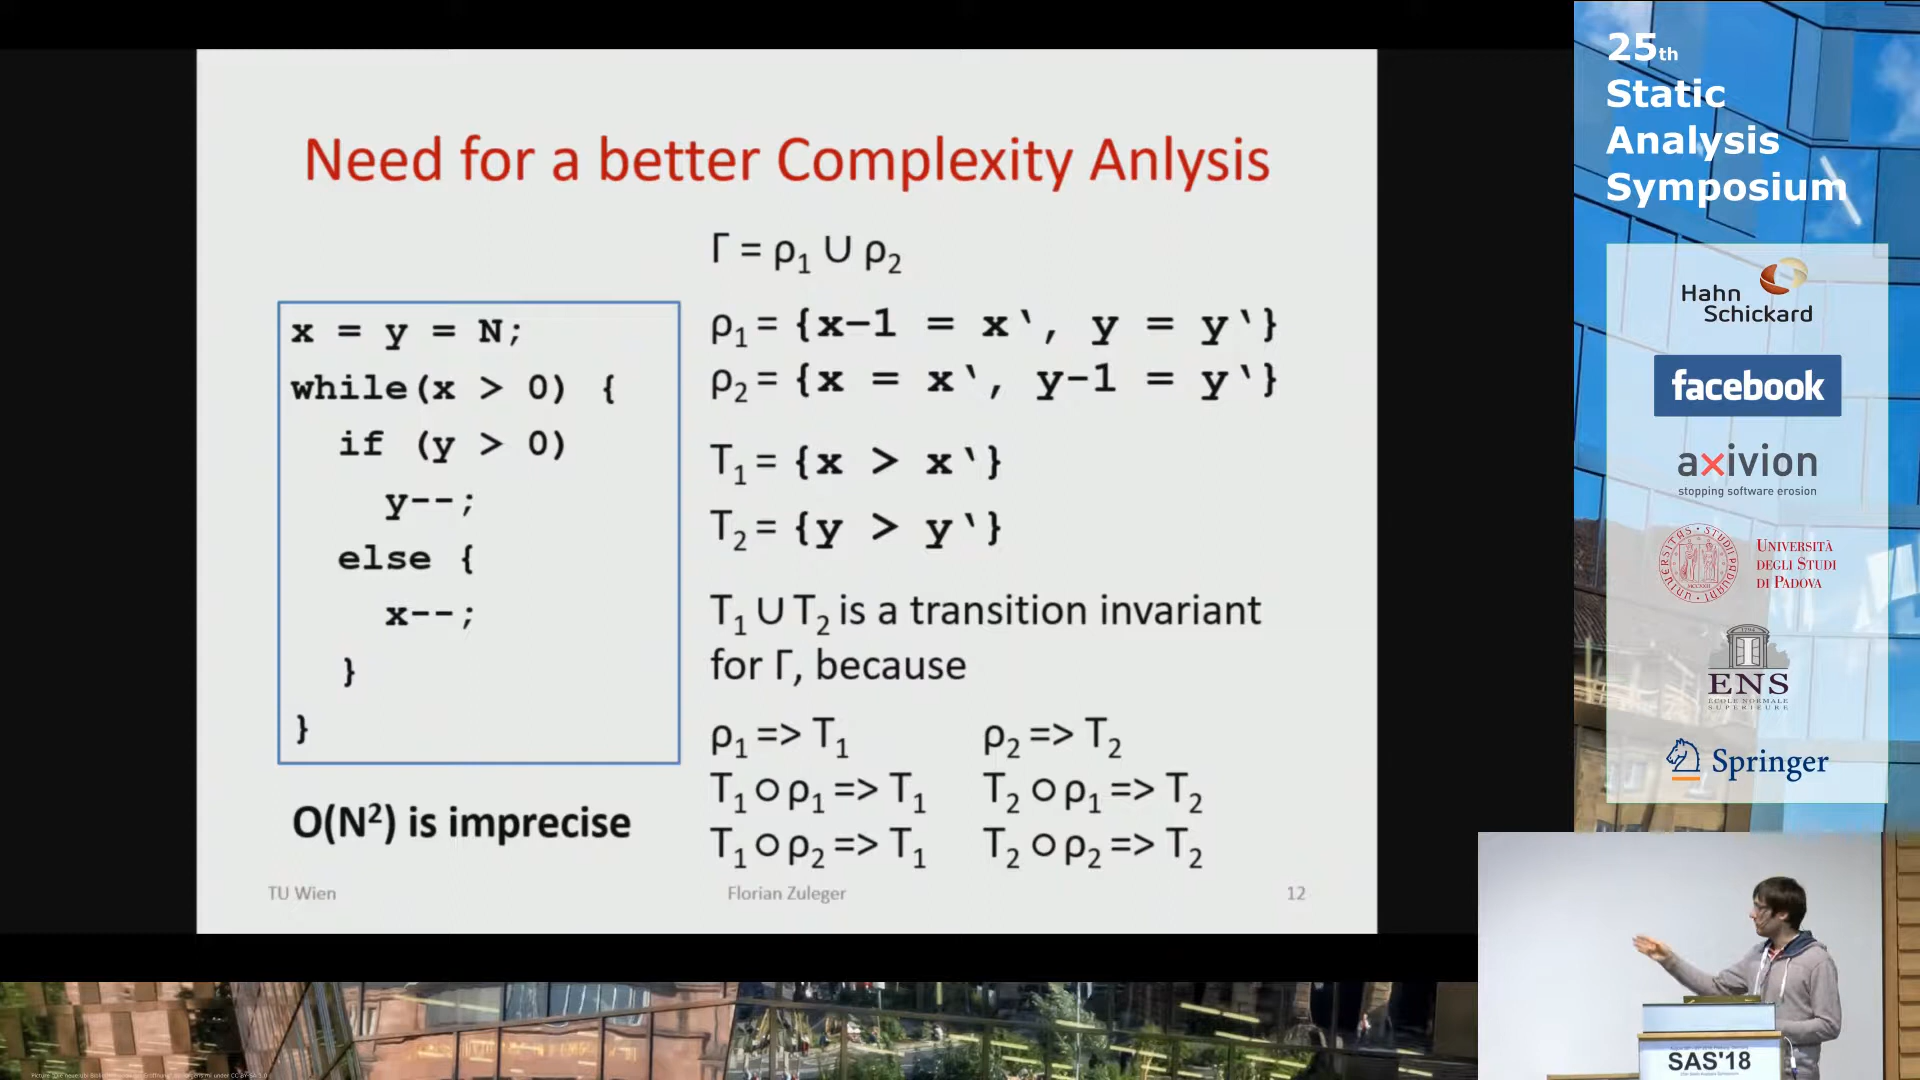 Need for a better Complexity Anlysis
Γ = ρ1 ∪ ρ2
ρ1 = {x-1 = x‵, y = y‵}
ρ2 = {x = x‵, y-1 = y‵}
T1 = {x > x‵}
T2 = {y > y‵}
T1 ∪ T2 is a transition invariant
for Γ, because
ρ1 => T1 ρ2 => T2
T1 ο ρ1 => T1 T2 ο ρ1 => T2
T1 ο ρ2 => T1 T2 ο ρ2 => T2
x = y = N;
while(x > 0) {
if (y > 0)
y--;
else {
x--;
}
}
O(N²) is imprecise
TU Wien
Florian Zuleger
12
25th
Static
Analysis
Symposium
Hahn
Schickard
facebook
axivion
stopping software erosion
UNIVERSITÀ
DEGLI STUDI
DI PADOVA
ENS
ECOLE NORMALE
SUPERIEURE
Springer
SAS'18